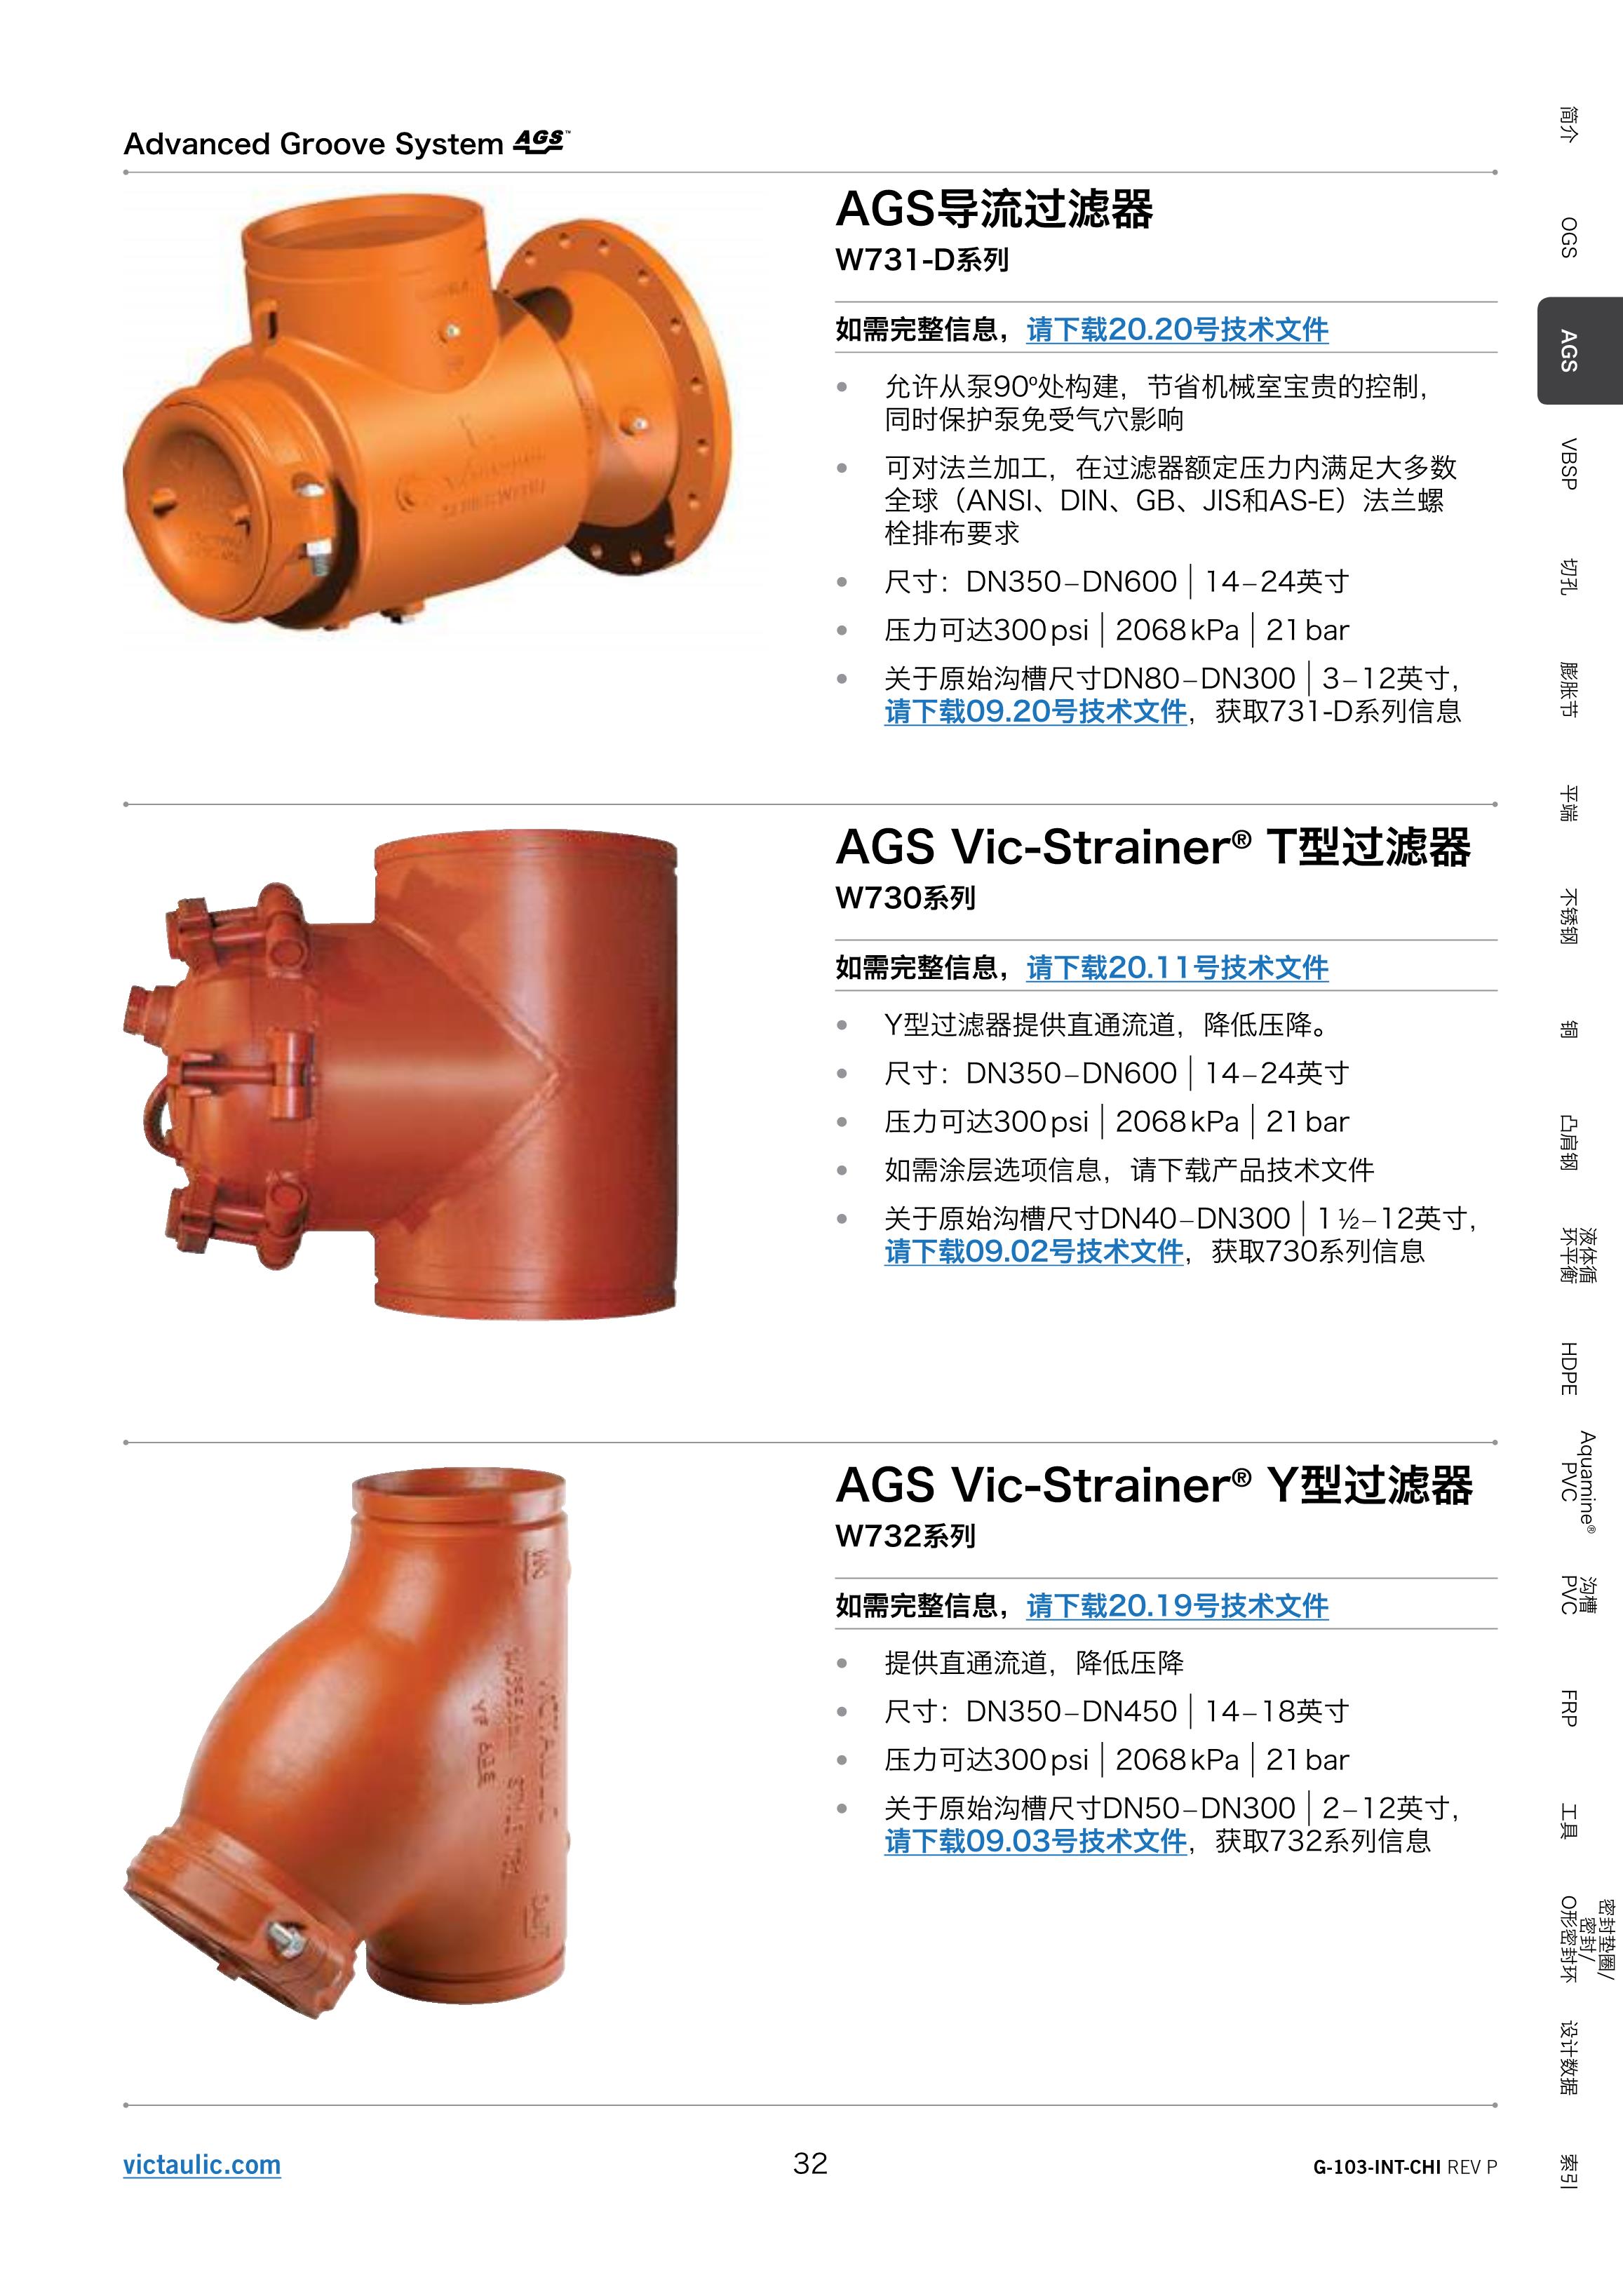 Advanced Groove System AGS™
AGS导流过滤器
W731-D系列
如需完整信息，请下载20.20号技术文件
• 允许从泵90º处构建，节省机械室宝贵的控制，
同时保护泵免受气穴影响
• 可对法兰加工，在过滤器额定压力内满足大多数
全球（ANSI、DIN、GB、JIS和AS-E）法兰螺
栓排布要求
• 尺寸：DN350–DN600 | 14–24英寸
• 压力可达300 psi | 2068 kPa | 21 bar
• 关于原始沟槽尺寸DN80–DN300 | 3–12英寸，
请下载09.20号技术文件，获取731-D系列信息
AGS Vic-Strainer® T型过滤器
W730系列
如需完整信息，请下载20.11号技术文件
• Y型过滤器提供直通流道，降低压降。
• 尺寸：DN350–DN600 | 14–24英寸
• 压力可达300 psi | 2068 kPa | 21 bar
• 如需涂层选项信息，请下载产品技术文件
• 关于原始沟槽尺寸DN40–DN300 | 1 ½–12英寸，
请下载09.02号技术文件，获取730系列信息
AGS Vic-Strainer® Y型过滤器
W732系列
如需完整信息，请下载20.19号技术文件
• 提供直通流道，降低压降
• 尺寸：DN350–DN450 | 14–18英寸
• 压力可达300 psi | 2068 kPa | 21 bar
• 关于原始沟槽尺寸DN50–DN300 | 2–12英寸，
请下载09.03号技术文件，获取732系列信息
victaulic.com
32
G-103-INT-CHI REV P
简介
OGS
AGS
VBSP
切孔
膨胀节
平端
不锈钢
铜
凸肩钢
液体循
环平衡
HDPE
Aquamine®
PVC
沟槽
PVC
FRP
工具
密封垫圈/
密封/
O形密封环
设计数据
索引